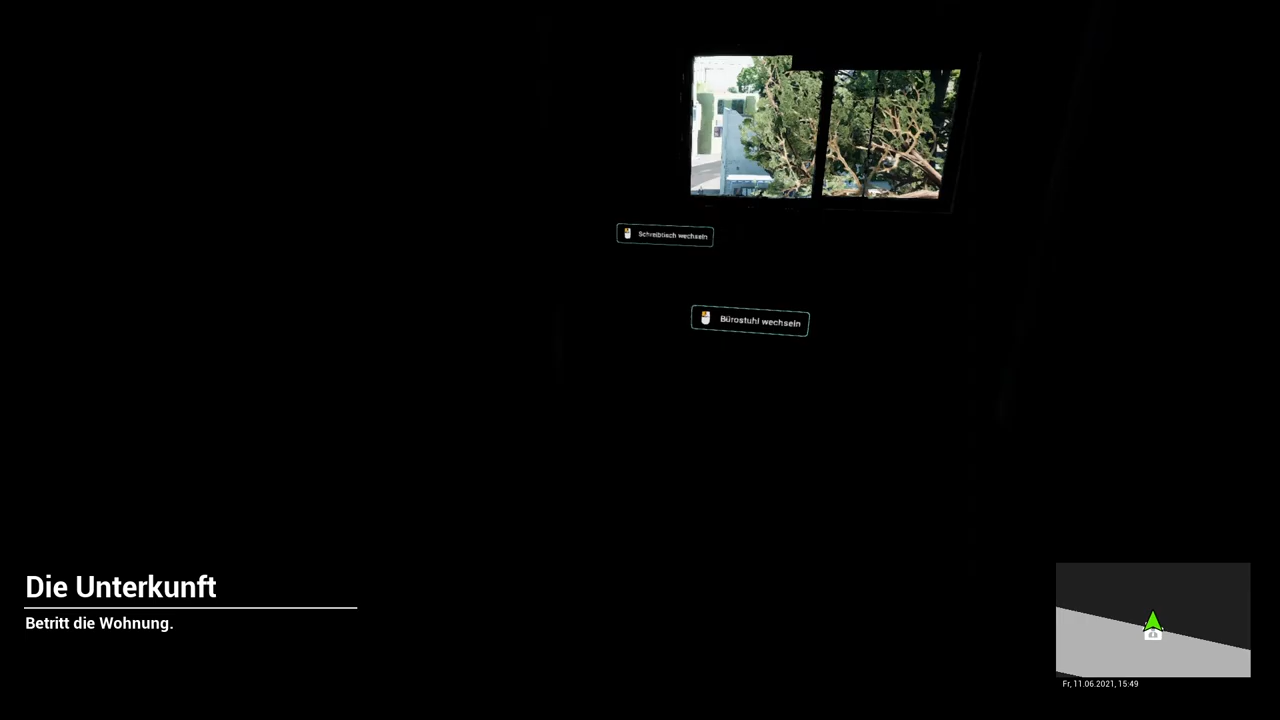 Schreibtisch wechseln
Bürostuhl wechseln
Die Unterkunft
Betritt die Wohnung.
Fr, 11.06.2021, 15:49